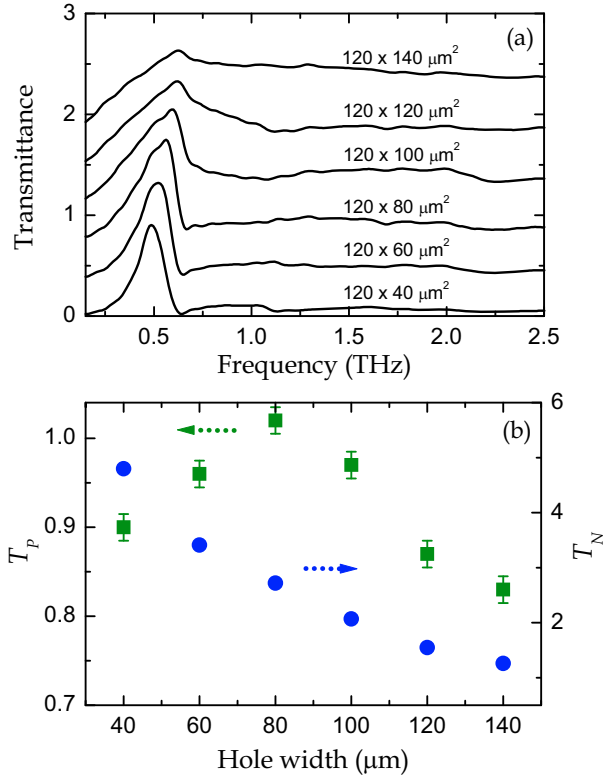 3
2
1
0
Transmittance
(a)
120 x 140 μm²
120 x 120 μm²
120 x 100 μm²
120 x 80 μm²
120 x 60 μm²
120 x 40 μm²
0.5 1.0 1.5 2.0 2.5
Frequency (THz)
(b)
1.0
0.9
0.8
0.7
T_P
6
4
2
T_N
40 60 80 100 120 140
Hole width (μm)